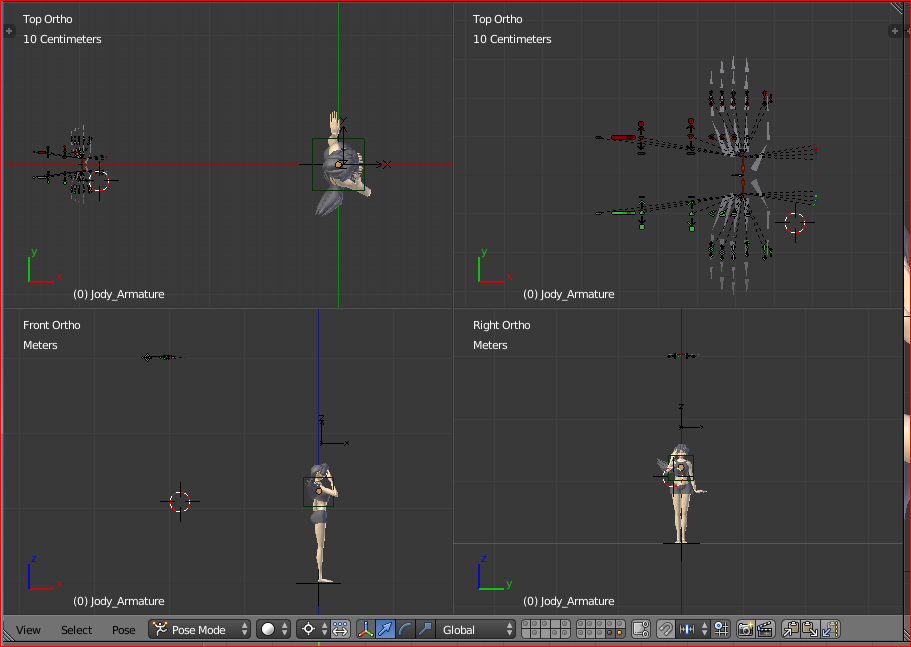 Top Ortho
10 Centimeters
y
x
(0) Jody_Armature
Top Ortho
10 Centimeters
y
x
(0) Jody_Armature
Front Ortho
Meters
z
x
(0) Jody_Armature
Right Ortho
Meters
z
y
(0) Jody_Armature
View Select Pose Pose Mode Global